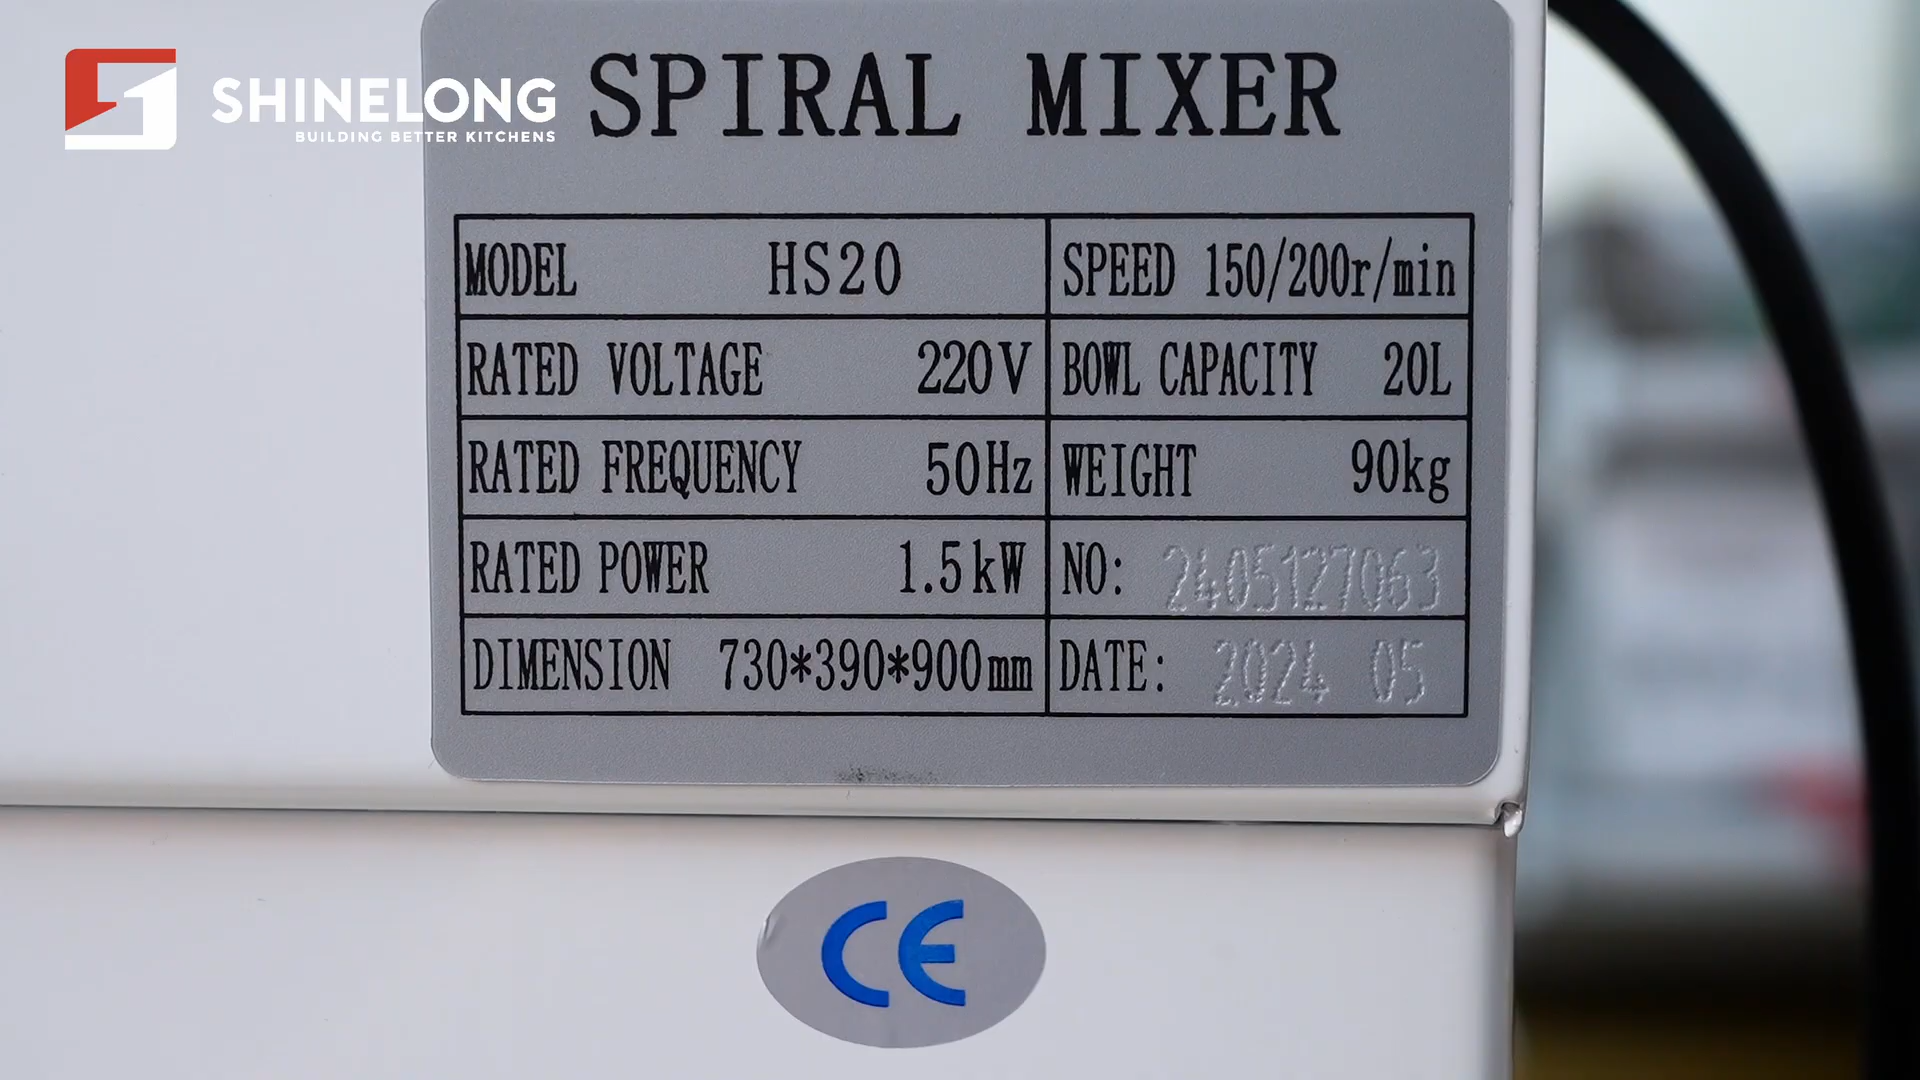 SHINELONG
BUILDING BETTER KITCHENS
SPIRAL MIXER
MODEL HS20 SPEED 150/200r/min
RATED VOLTAGE 220V BOWL CAPACITY 20L
RATED FREQUENCY 50Hz WEIGHT 90kg
RATED POWER 1.5kW NO: 2405127063
DIMENSION 730*390*900mm DATE: 2024 05
CE